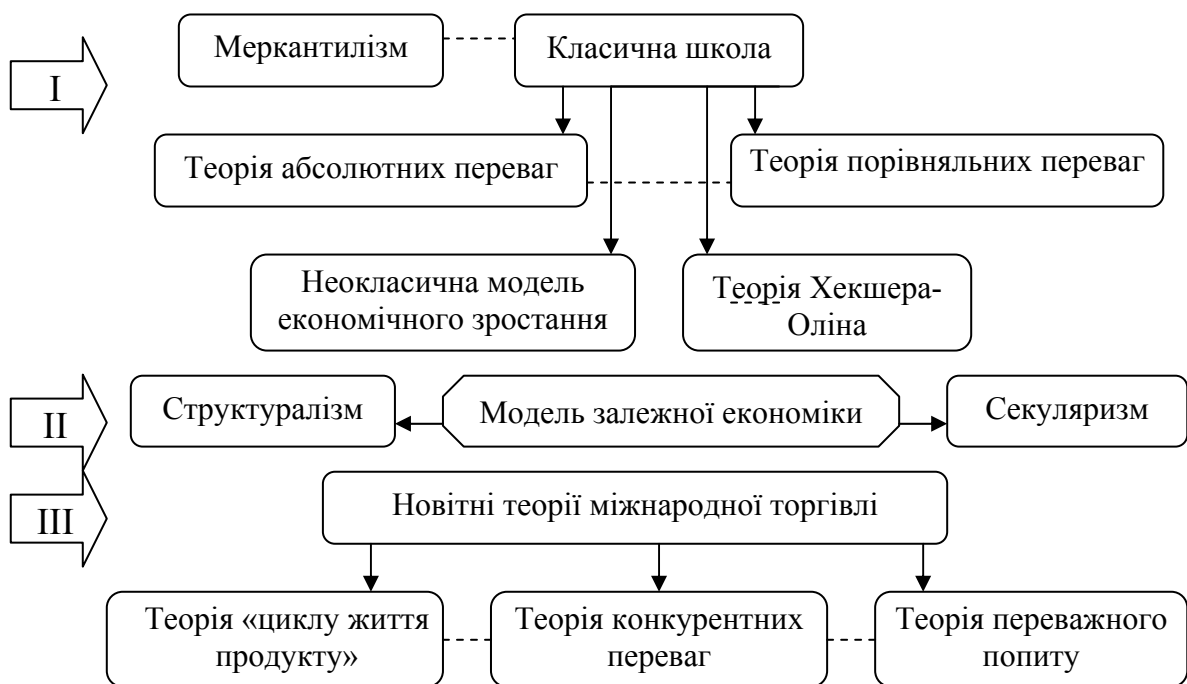 Меркантилізм
Класична школа
I
Теорія абсолютних переваг
Теорія порівняльних переваг
Неокласична модель
економічного зростання
Теорія Хекшера-
Оліна
II
Структуралізм
Модель залежної економіки
Секуляризм
III
Новітні теорії міжнародної торгівлі
Теорія «циклу життя
продукту»
Теорія конкурентних
переваг
Теорія переважного
попиту